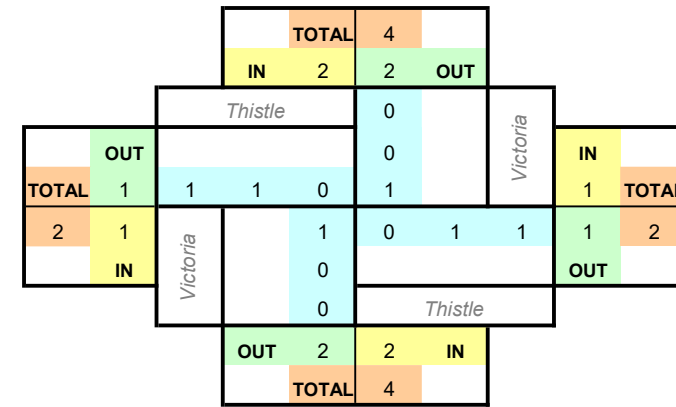 TOTAL 4
IN 2 2 OUT
Thistle 0
Victoria
OUT 0 IN
TOTAL 1 1 1 0 1 1 TOTAL
2 1 1 0 1 1 1 2
Victoria
IN 0 OUT
0 Thistle
OUT 2 2 IN
TOTAL 4